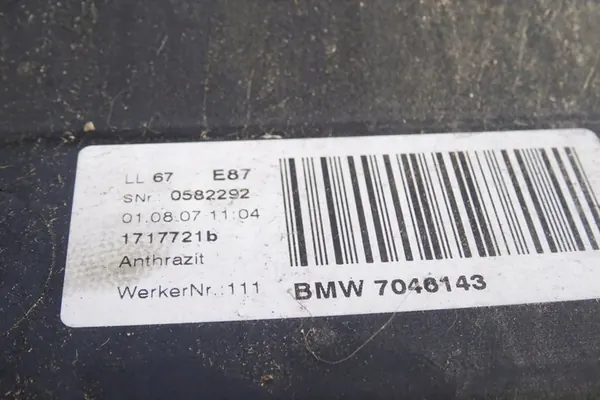 LL 67 E87
SNr.: 0582292
01.08.07 11:04
1717721b
Anthrazit
WerkerNr.: 111
BMW 7046143